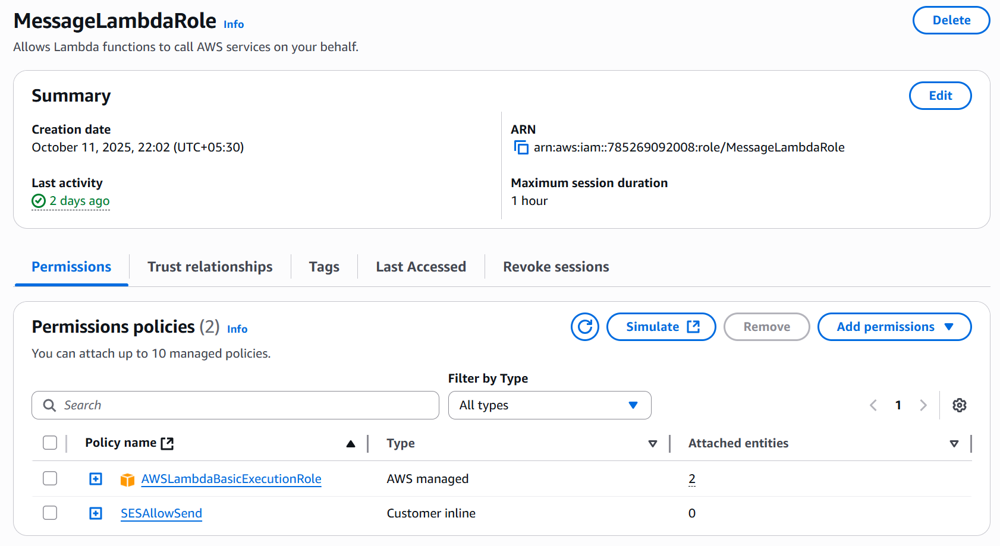 MessageLambdaRole Info
Delete
Allows Lambda functions to call AWS services on your behalf.
Summary
Edit
Creation date
October 11, 2025, 22:02 (UTC+05:30)
ARN
arn:aws:iam::785269092008:role/MessageLambdaRole
Last activity
2 days ago
Maximum session duration
1 hour
Permissions
Trust relationships
Tags
Last Accessed
Revoke sessions
Permissions policies (2) Info
Simulate
Remove
Add permissions
You can attach up to 10 managed policies.
Filter by Type
Search
All types
1
Policy name
Type
Attached entities
AWSLambdaBasicExecutionRole
AWS managed
2
SESAllowSend
Customer inline
0